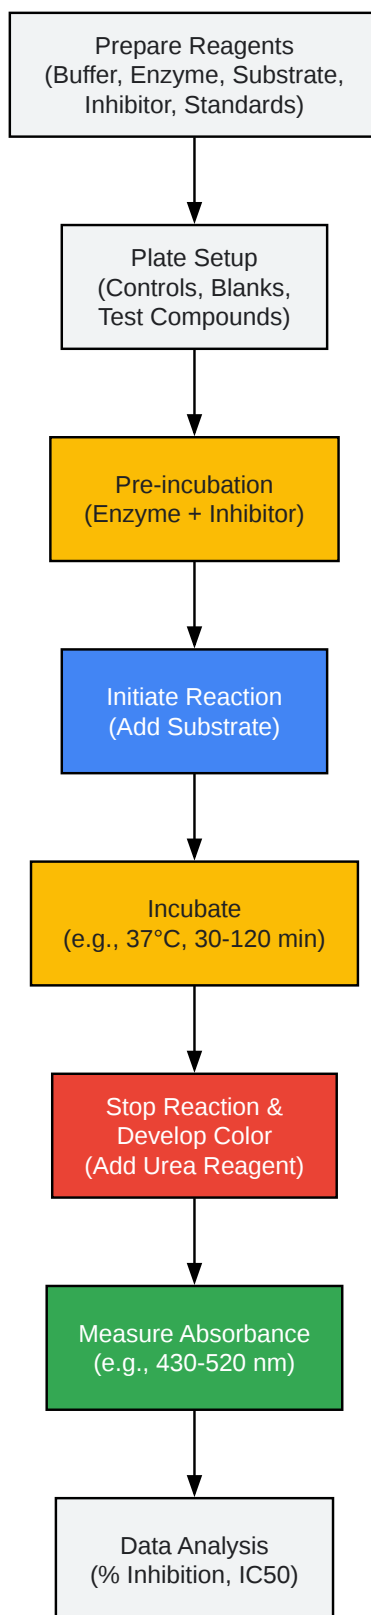 Prepare Reagents
(Buffer, Enzyme, Substrate,
Inhibitor, Standards)
Plate Setup
(Controls, Blanks,
Test Compounds)
Pre-incubation
(Enzyme + Inhibitor)
Initiate Reaction
(Add Substrate)
Incubate
(e.g., 37°C, 30-120 min)
Stop Reaction &
Develop Color
(Add Urea Reagent)
Measure Absorbance
(e.g., 430-520 nm)
Data Analysis
(% Inhibition, IC50)